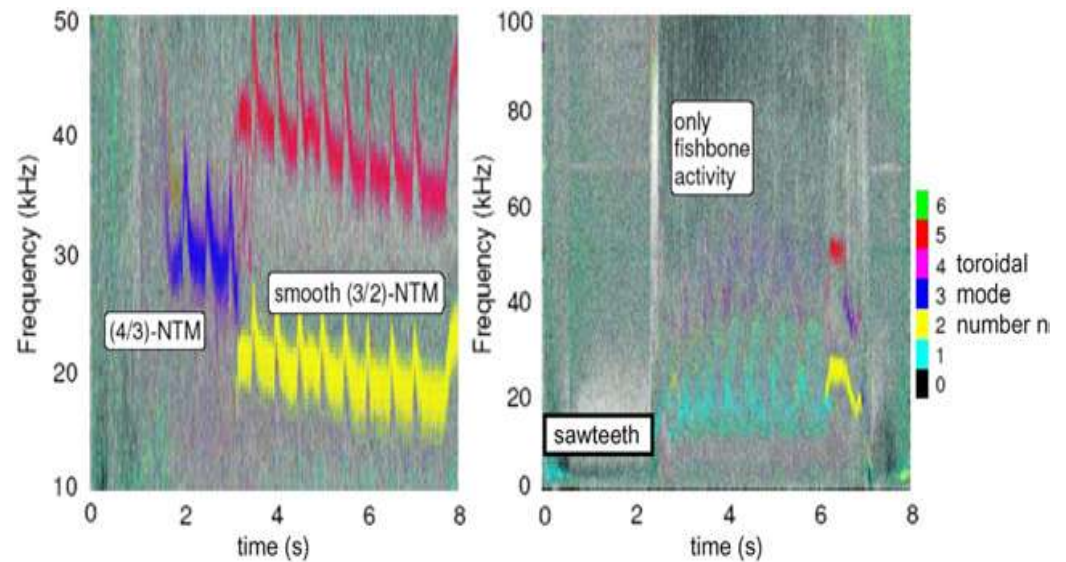 50
40
30
20
10
Frequency (kHz)
0
2
4
6
8
time (s)
(4/3)-NTM
smooth (3/2)-NTM
100
80
60
40
20
0
Frequency (kHz)
0
2
4
6
8
time (s)
only
fishbone
activity
sawteeth
6
5
4 toroidal
3 mode
2 number n
1
0